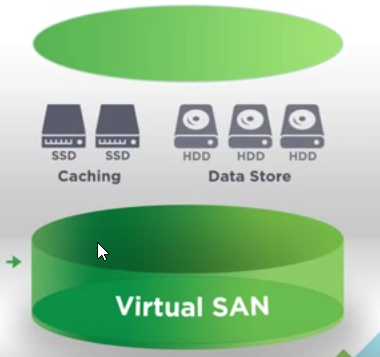 SSD SSD HDD HDD HDD
Caching Data Store
Virtual SAN